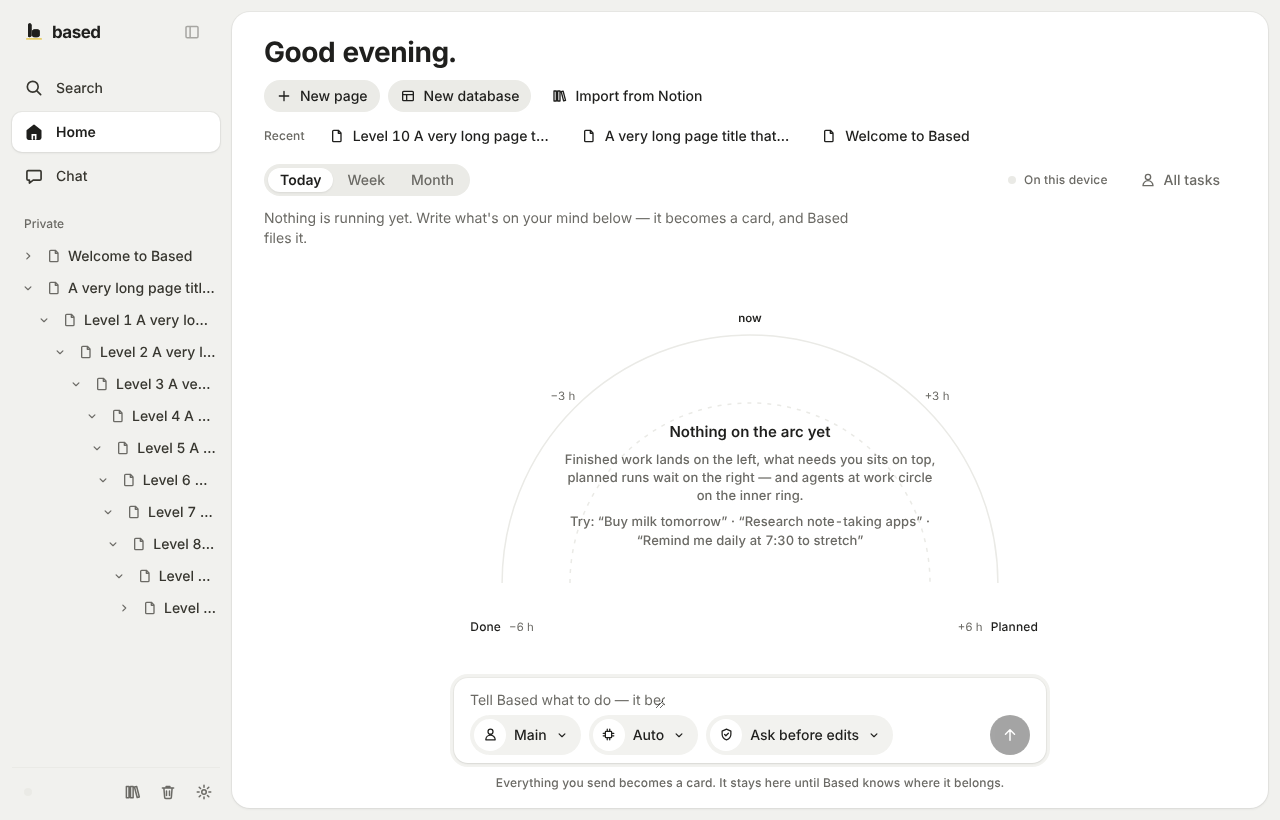 based
Search
Home
Chat
Private
Welcome to Based
A very long page titl...
Level 1 A very lo...
Level 2 A very l...
Level 3 A ve...
Level 4 A ...
Level 5 A ...
Level 6 ...
Level 7 ...
Level 8...
Level ...
Level ...
Good evening.
New page New database Import from Notion
Recent Level 10 A very long page t... A very long page title that... Welcome to Based
Today Week Month On this device All tasks
Nothing is running yet. Write what's on your mind below — it becomes a card, and Based
files it.
now
−3 h +3 h
Nothing on the arc yet
Finished work lands on the left, what needs you sits on top,
planned runs wait on the right — and agents at work circle
on the inner ring.
Try: “Buy milk tomorrow” · “Research note-taking apps” ·
“Remind me daily at 7:30 to stretch”
Done −6 h +6 h Planned
Tell Based what to do — it
Main Auto Ask before edits
Everything you send becomes a card. It stays here until Based knows where it belongs.